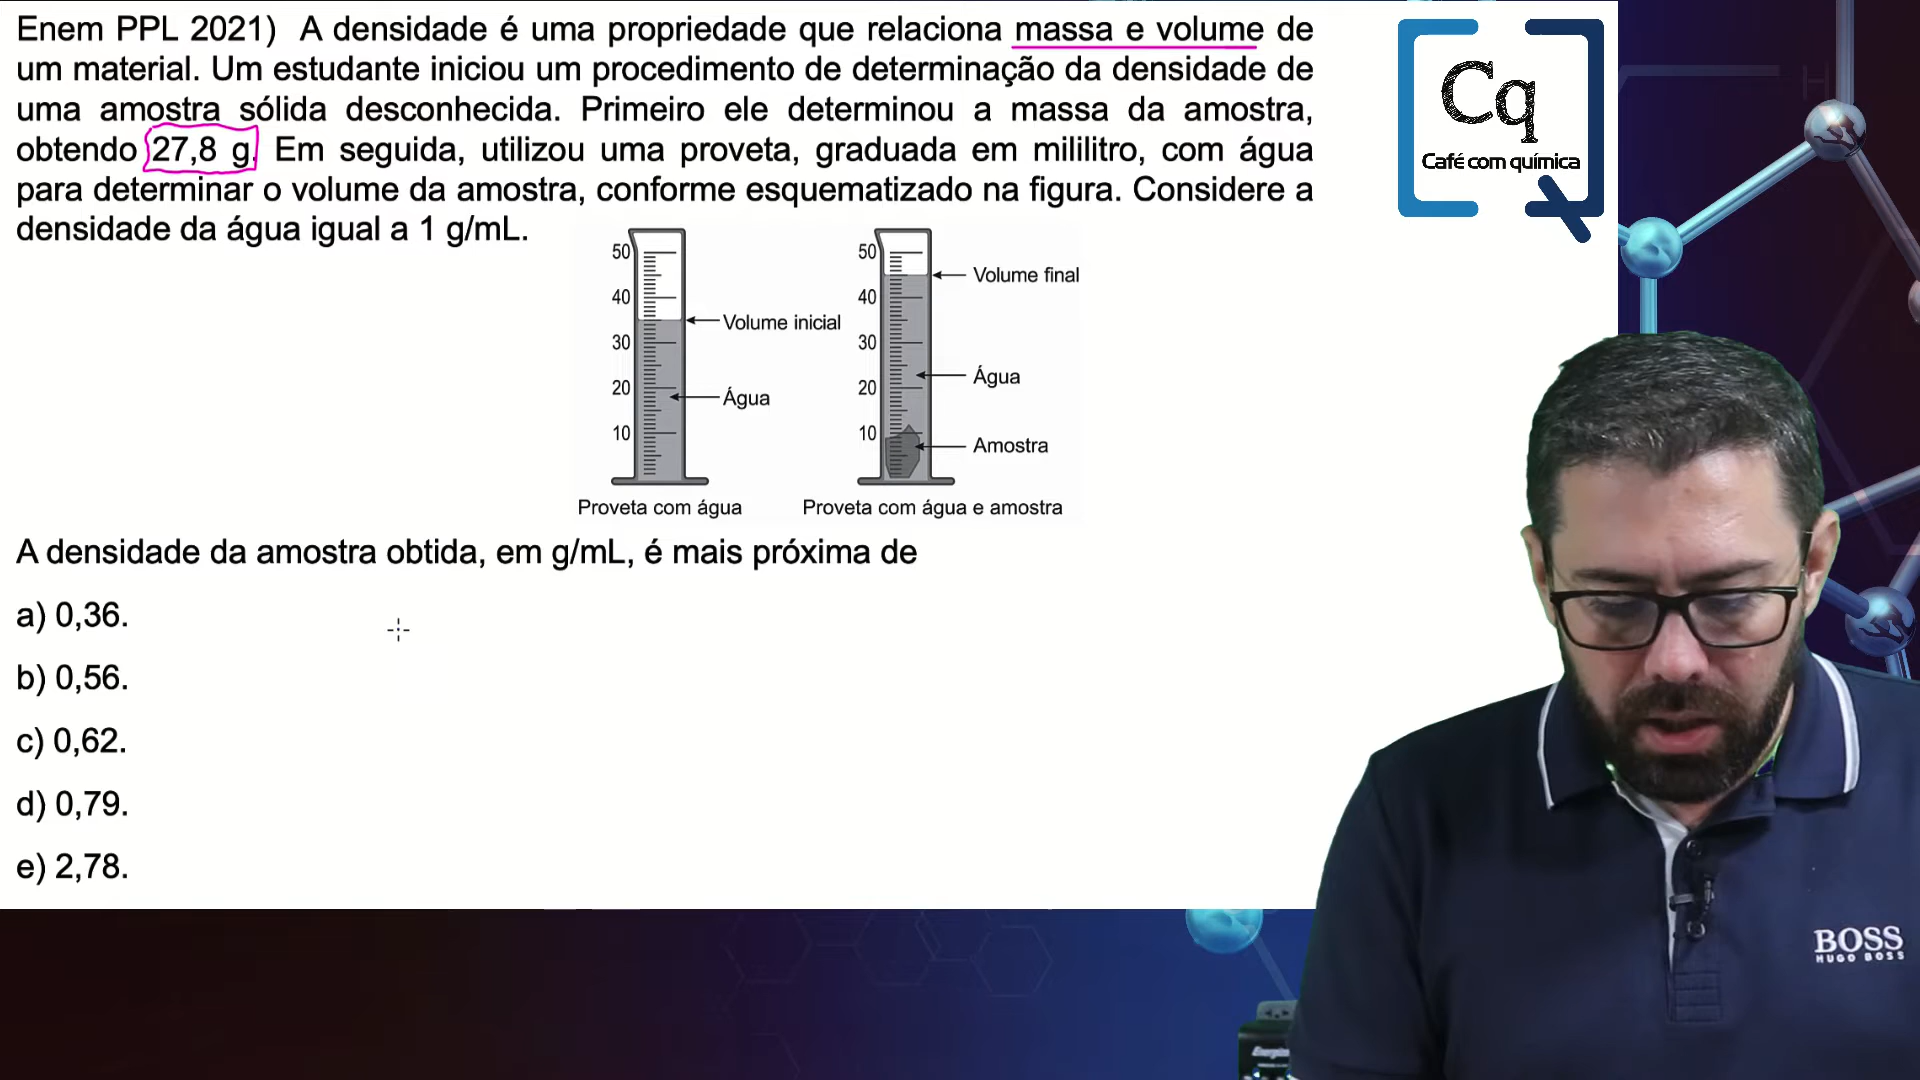 Enem PPL 2021) A densidade é uma propriedade que relaciona massa e volume de
um material. Um estudante iniciou um procedimento de determinação da densidade de
uma amostra sólida desconhecida. Primeiro ele determinou a massa da amostra,
obtendo 27,8 g. Em seguida, utilizou uma proveta, graduada em mililitro, com água
para determinar o volume da amostra, conforme esquematizado na figura. Considere a
densidade da água igual a 1 g/mL.
Cq
Café com química
50
40
30
20
10
Volume inicial
Água
Proveta com água
50
40
30
20
10
Volume final
Água
Amostra
Proveta com água e amostra
A densidade da amostra obtida, em g/mL, é mais próxima de
a) 0,36.
b) 0,56.
c) 0,62.
d) 0,79.
e) 2,78.
BOSS
HUGO BOSS